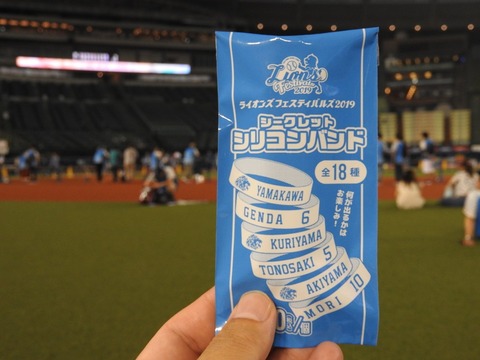 Lions
Festival
ライオンズ フェスティバルズ2019
シークレット
シリコンバンド
全18種
何が出るかは
お楽しみ!
YAMAKAWA
GENDA 6
KURIYAMA
TONOSAKI 5
AKIYAMA
MORI 10